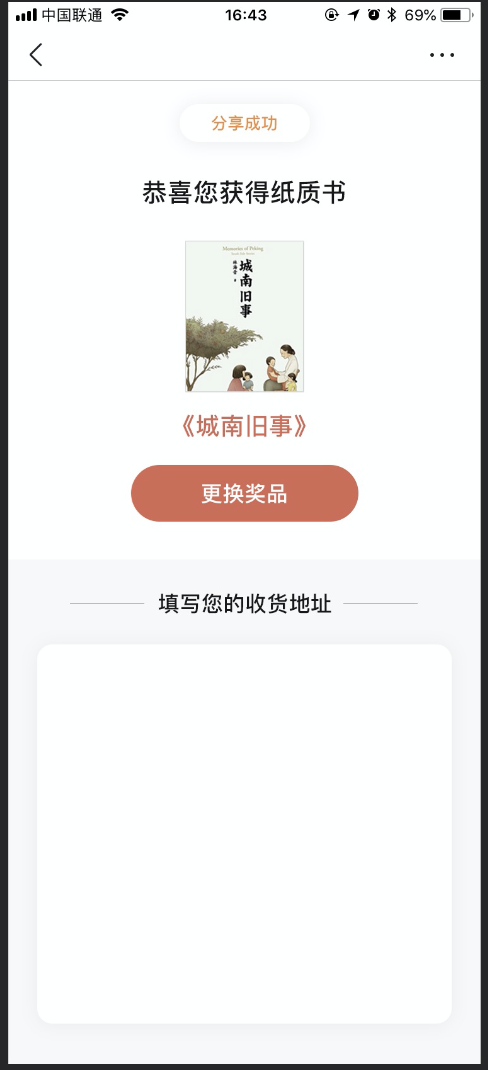 中国联通 16:43 69%
分享成功
恭喜您获得纸质书
Memories of Peking
城南旧事
林海音 著
《城南旧事》
更换奖品
填写您的收货地址